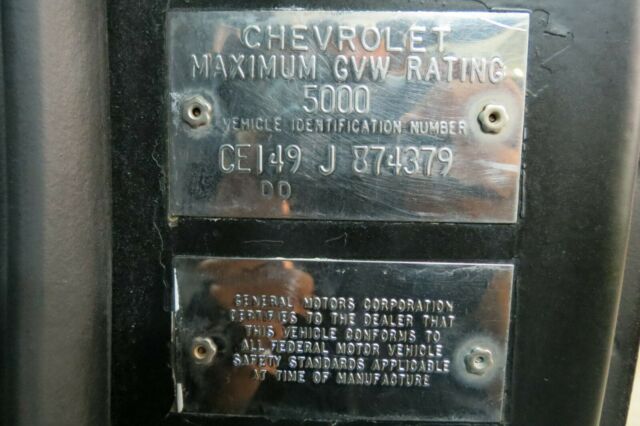 CHEVROLET
MAXIMUM GVW RATING
5000
VEHICLE IDENTIFICATION NUMBER
CE149 J 874379
DD
GENERAL MOTORS CORPORATION
CERTIFIES TO THE DEALER THAT
THIS VEHICLE CONFORMS TO
ALL FEDERAL MOTOR VEHICLE
SAFETY STANDARDS APPLICABLE
AT TIME OF MANUFACTURE